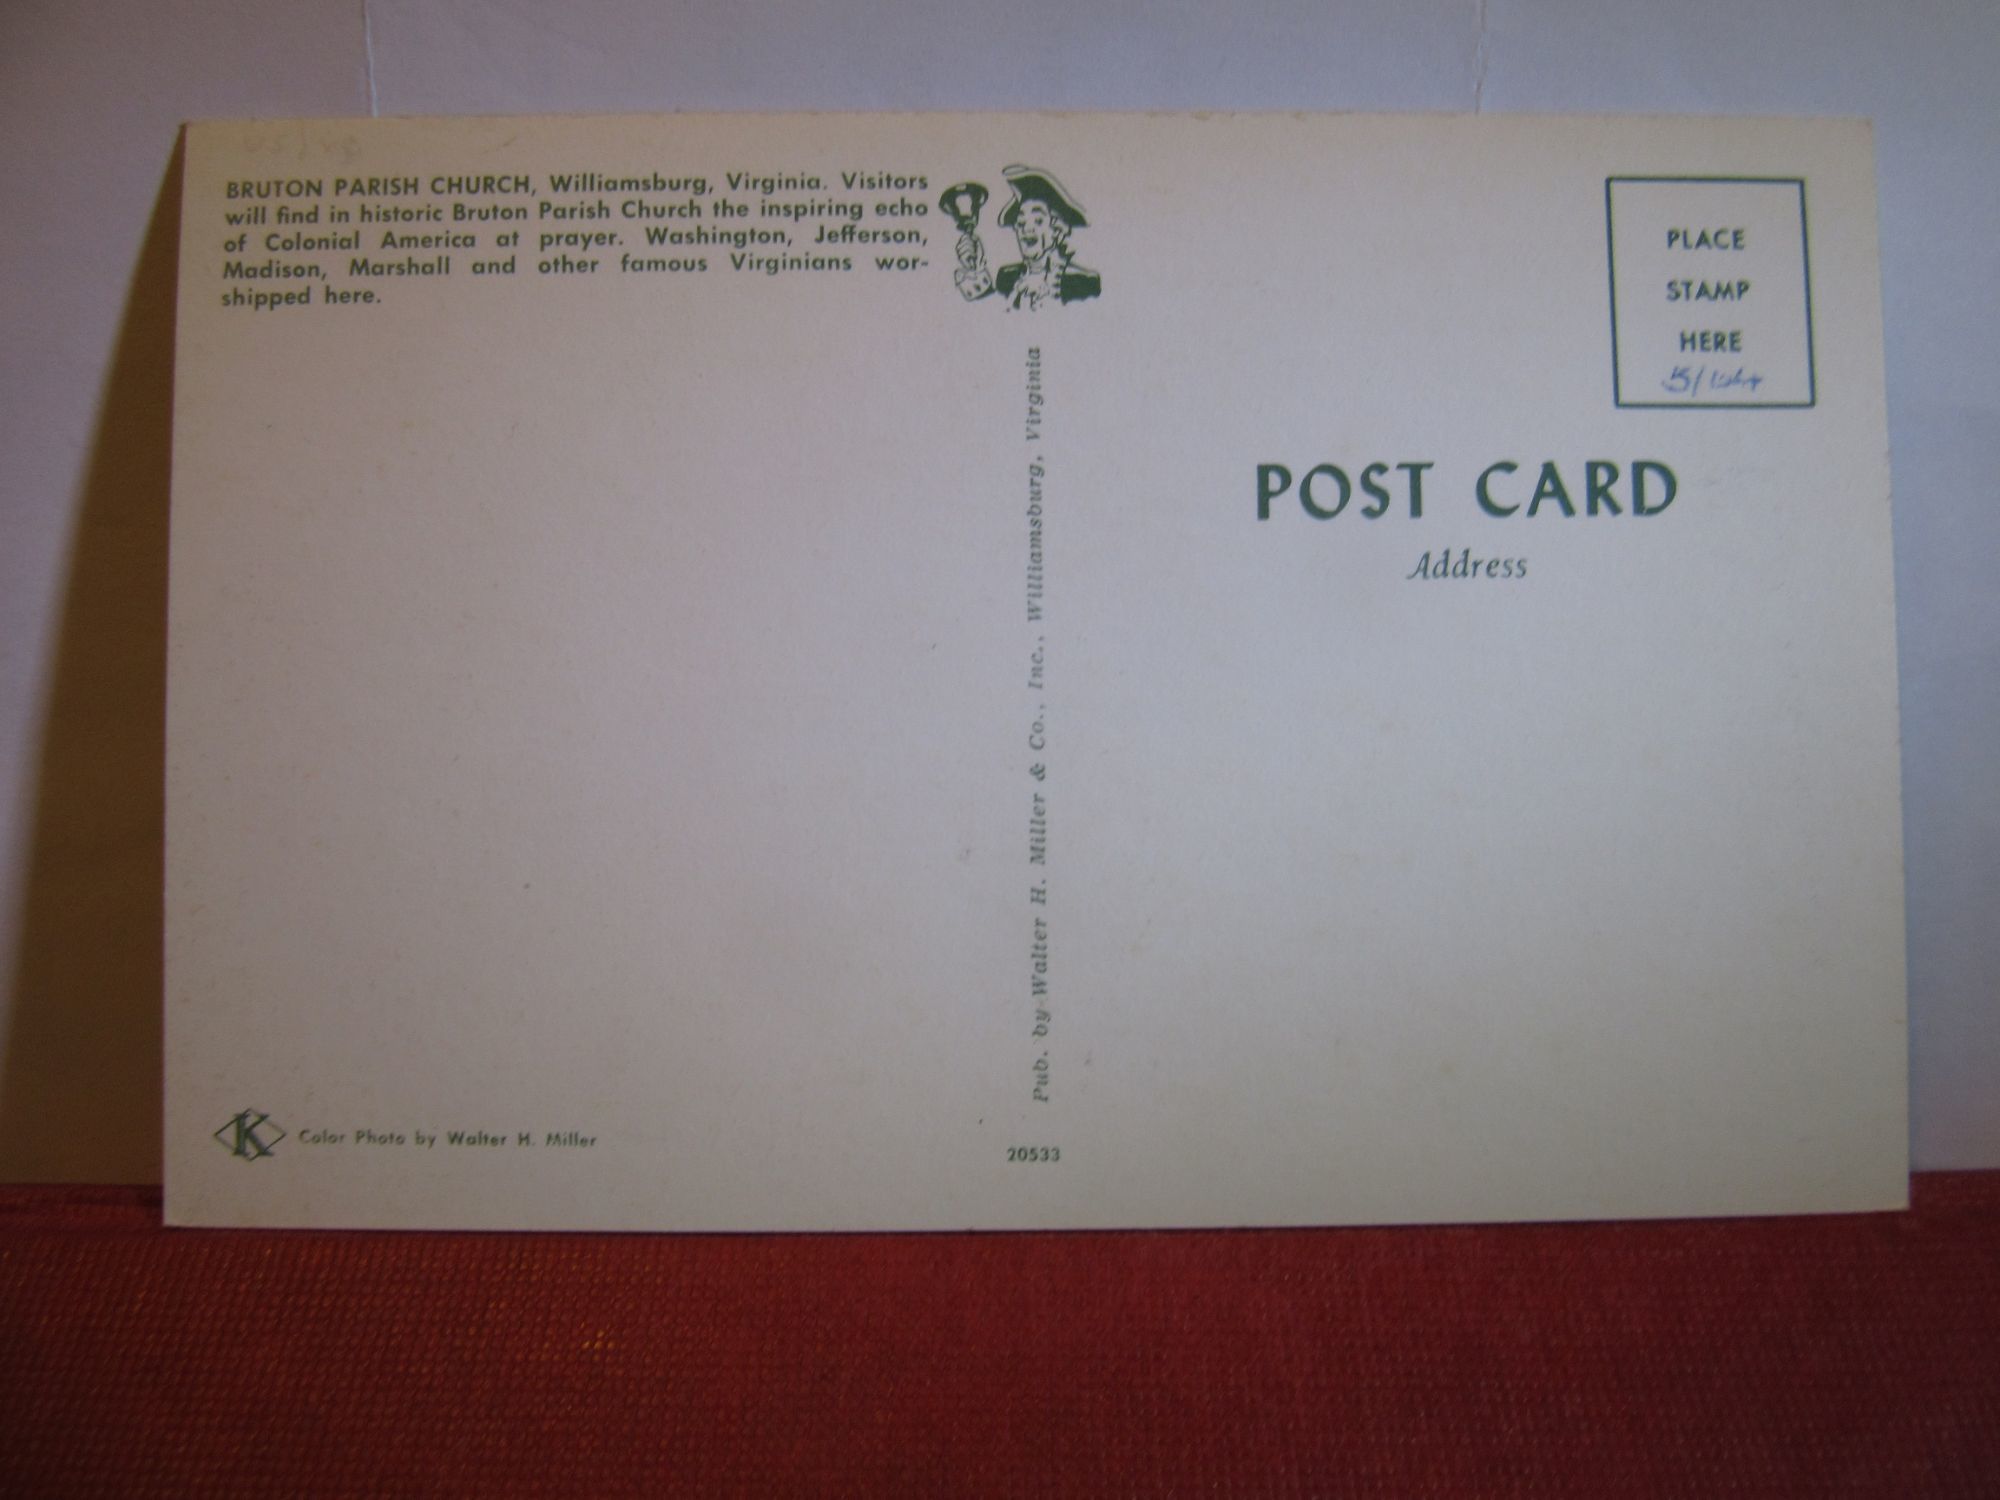 BRUTON PARISH CHURCH, Williamsburg, Virginia. Visitors
will find in historic Bruton Parish Church the inspiring echo
of Colonial America at prayer. Washington, Jefferson,
Madison, Marshall and other famous Virginians wor-
shipped here.
Pub. by Walter H. Miller & Co., Inc., Williamsburg, Virginia
K Color Photo by Walter H. Miller
20533
PLACE
STAMP
HERE
POST CARD
Address